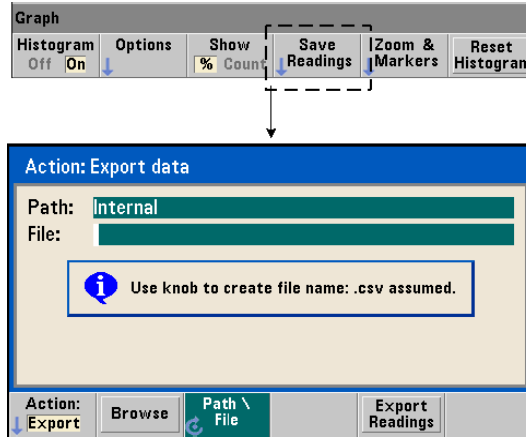 Graph
Histogram Options Show Save Zoom & Reset
Off On % Count Readings Markers Histogram
Action: Export data
Path: Internal
File:
i Use knob to create file name: .csv assumed.
Action: Browse Path \ Export
Export File Readings